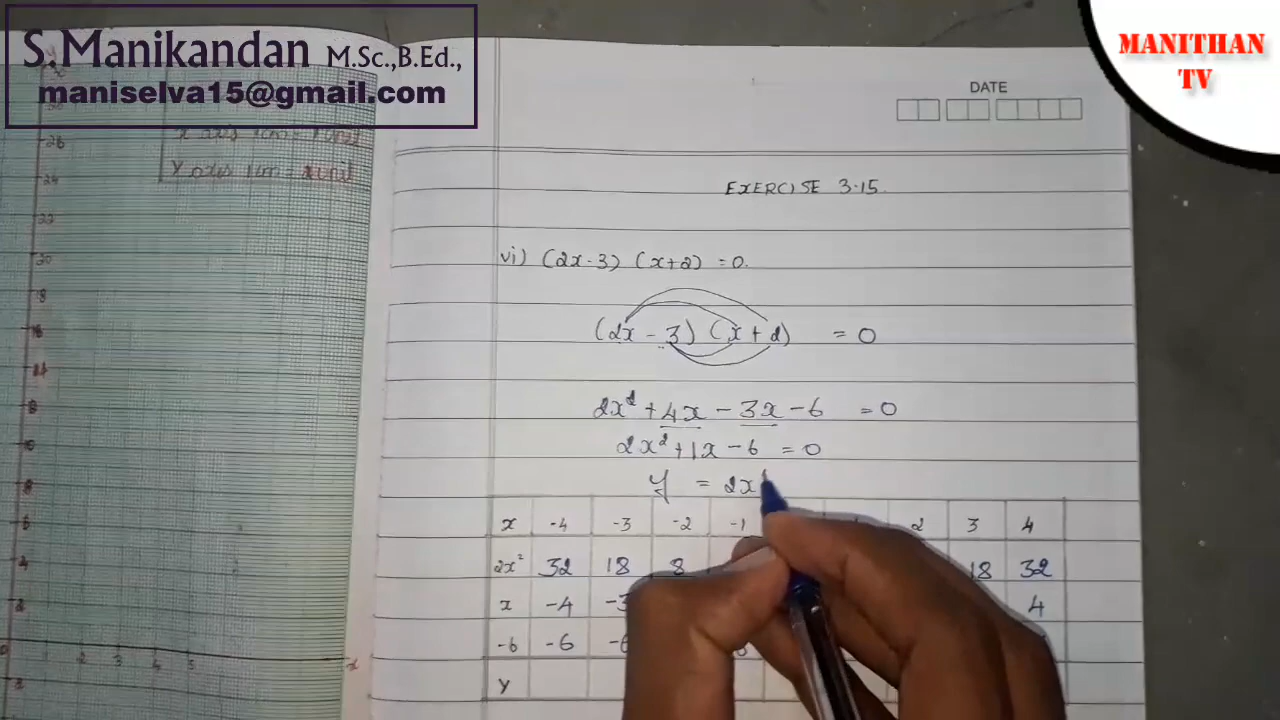 S.Manikandan M.Sc.,B.Ed.,
maniselva15@gmail.com
MANITHAN
TV
DATE
EXERCISE 3.15.
vi) (2x-3) (x+2) =0.
(2x - 3) (x + 2) = 0
2x² + 4x - 3x - 6 = 0
2x² + 1x - 6 = 0
y = 2x
x -4 -3 -2 -1 2 3 4
2x² 32 18 8 18 32
x -4 -3 4
-6 -6 -6
Y